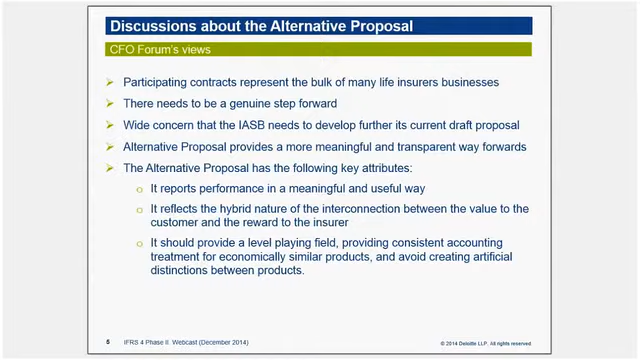 Discussions about the Alternative Proposal
CFO Forum's views
Participating contracts represent the bulk of many life insurers businesses
There needs to be a genuine step forward
Wide concern that the IASB needs to develop further its current draft proposal
Alternative Proposal provides a more meaningful and transparent way forwards
The Alternative Proposal has the following key attributes:
It reports performance in a meaningful and useful way
It reflects the hybrid nature of the interconnection between the value to the
customer and the reward to the insurer
It should provide a level playing field, providing consistent accounting
treatment for economically similar products, and avoid creating artificial
distinctions between products.
5 IFRS 4 Phase II. Webcast (December 2014) © 2014 Deloitte LLP. All rights reserved